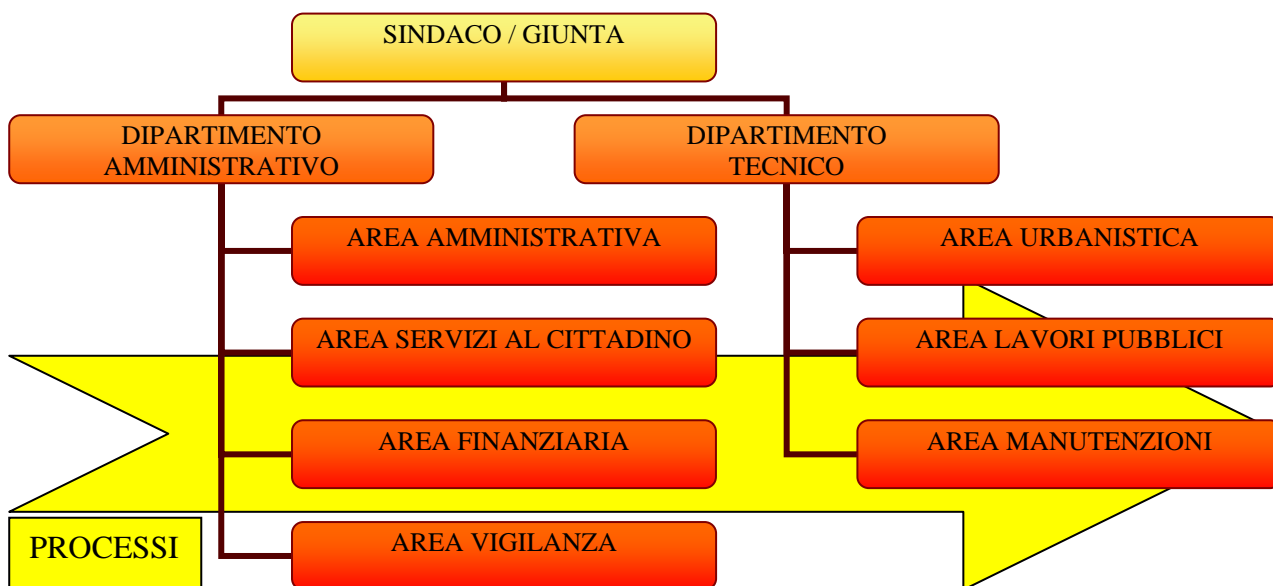 SINDACO / GIUNTA
DIPARTIMENTO
AMMINISTRATIVO
DIPARTIMENTO
TECNICO
AREA AMMINISTRATIVA
AREA URBANISTICA
AREA SERVIZI AL CITTADINO
AREA LAVORI PUBBLICI
AREA FINANZIARIA
AREA MANUTENZIONI
AREA VIGILANZA
PROCESSI